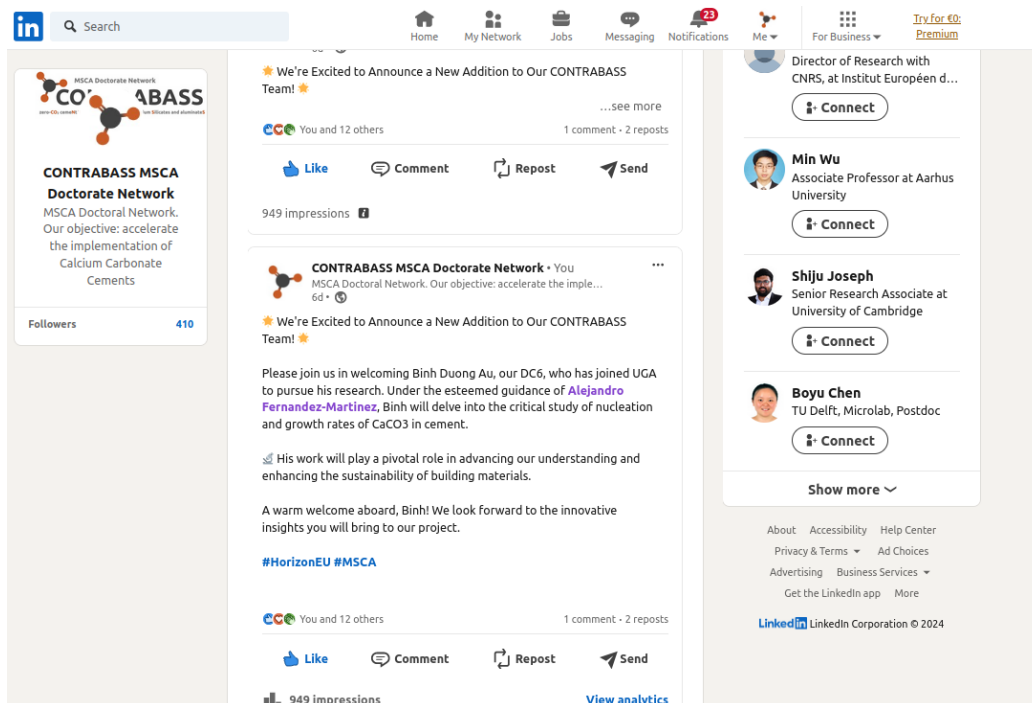 in
Search
Home
My Network
Jobs
Messaging
23
Notifications
Me
For Business
Try for €0:
Premium
MSCA Doctorate Network
ABASS
CONTRABASS MSCA
Doctorate Network
MSCA Doctoral Network.
Our objective: accelerate
the implementation of
Calcium Carbonate
Cements
Followers 410
We're Excited to Announce a New Addition to Our CONTRABASS
Team!
...see more
You and 12 others 1 comment • 2 reposts
Like Comment Repost Send
949 impressions
CONTRABASS MSCA Doctorate Network • You
MSCA Doctoral Network. Our objective: accelerate the imple...
6d •
We're Excited to Announce a New Addition to Our CONTRABASS
Team!
Please join us in welcoming Binh Duong Au, our DC6, who has joined UGA
to pursue his research. Under the esteemed guidance of Alejandro
Fernandez-Martinez, Binh will delve into the critical study of nucleation
and growth rates of CaCO3 in cement.
His work will play a pivotal role in advancing our understanding and
enhancing the sustainability of building materials.
A warm welcome aboard, Binh! We look forward to the innovative
insights you will bring to our project.
#HorizonEU #MSCA
You and 12 others 1 comment • 2 reposts
Like Comment Repost Send
949 impressions View analytics
Director of Research with
CNRS, at Institut Européen d...
Connect
Min Wu
Associate Professor at Aarhus
University
Connect
Shiju Joseph
Senior Research Associate at
University of Cambridge
Connect
Boyu Chen
TU Delft, Microlab, Postdoc
Connect
Show more
About Accessibility Help Center
Privacy & Terms Ad Choices
Advertising Business Services
Get the LinkedIn app More
LinkedIn LinkedIn Corporation © 2024